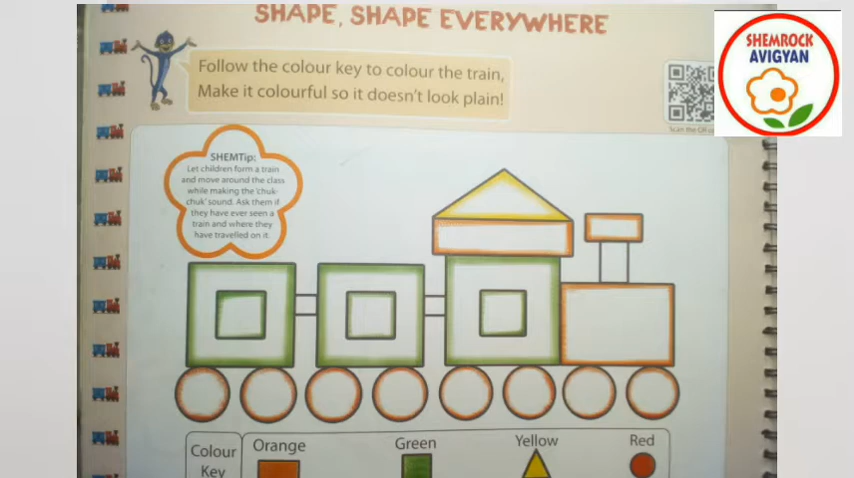 SHAPE, SHAPE EVERYWHERE
SHEMROCK
AVIGYAN
Follow the colour key to colour the train,
Make it colourful so it doesn't look plain!
Scan the QR
SHEMTip:
Let children form a train
and move around the class
while making the 'chuk-
chuk' sound. Ask them if
they have ever seen a
train and where they
have travelled on it.
Colour
Key
Orange
Green
Yellow
Red